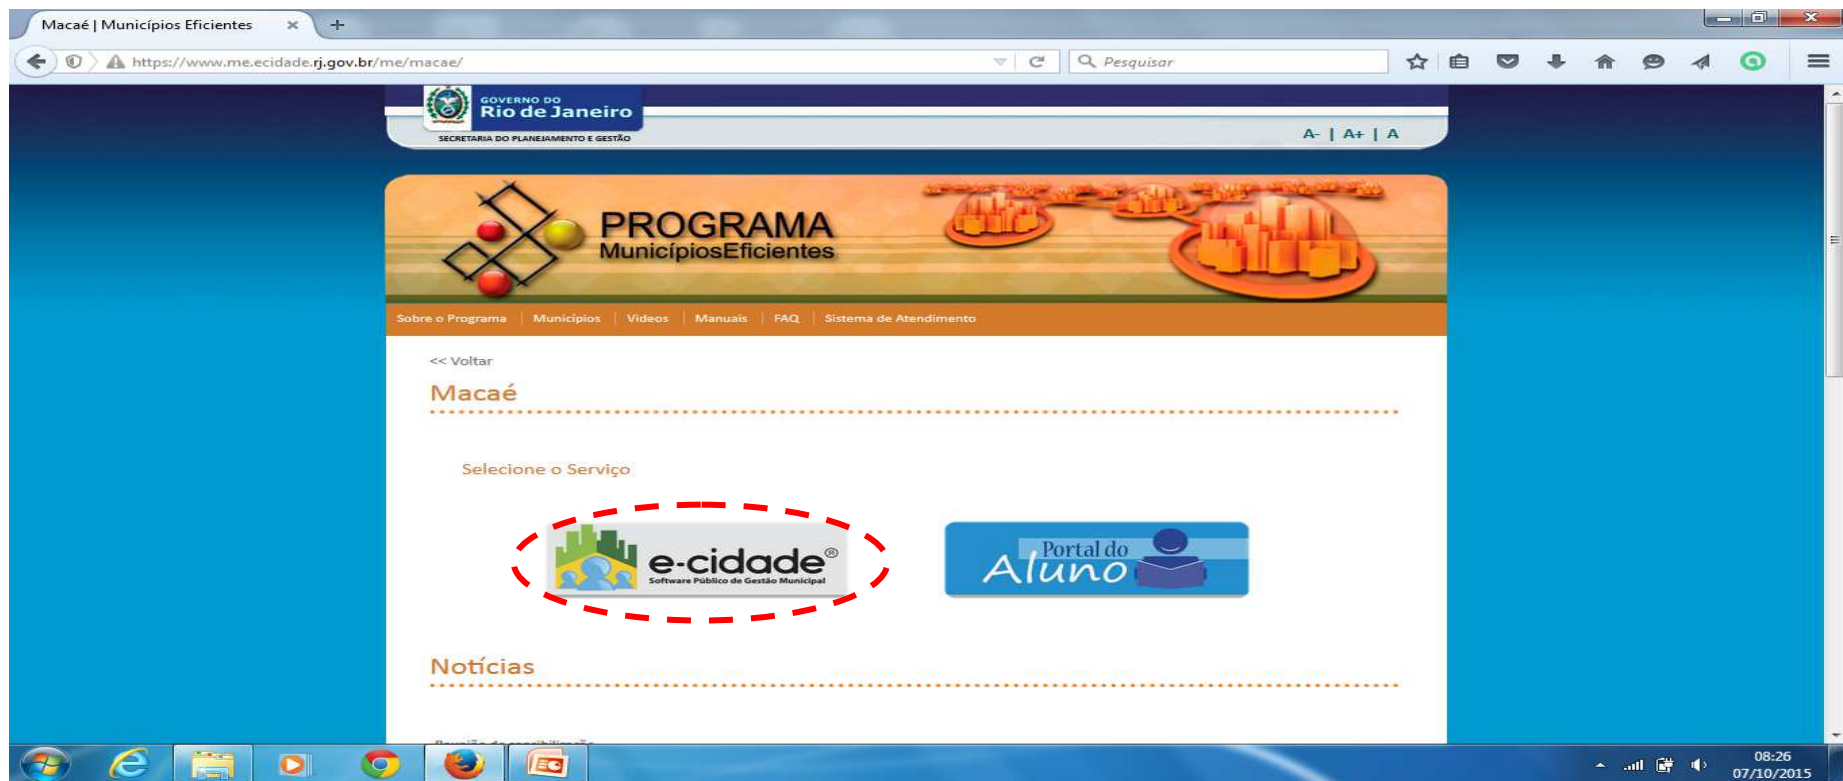 Macaé | Municípios Eficientes
https://www.me.ecidade.rj.gov.br/me/macae/
Pesquisar
GOVERNO DO
Rio de Janeiro
SECRETARIA DO PLANEJAMENTO E GESTÃO
A- | A+ | A
PROGRAMA
MunicípiosEficientes
Sobre o Programa | Municípios | Videos | Manuais | FAQ | Sistema de Atendimento
<< Voltar
Macaé
Selecione o Serviço
e-cidade®
Software Público de Gestão Municipal
Portal do
Aluno
Notícias
08:26
07/10/2015